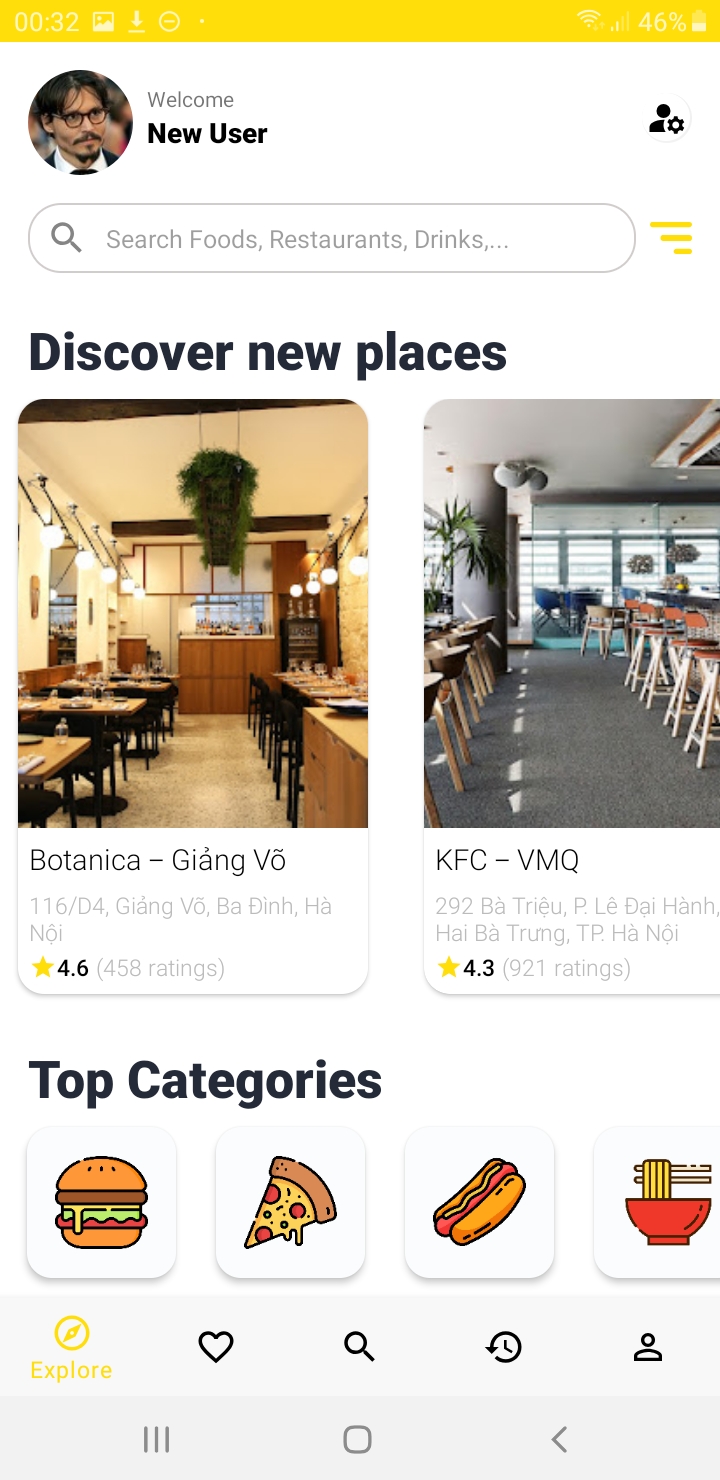 00:32
46%
Welcome
New User
Search Foods, Restaurants, Drinks,...
Discover new places
Botanica – Giảng Võ
116/D4, Giảng Võ, Ba Đình, Hà
Nội
4.6 (458 ratings)
KFC – VMQ
292 Bà Triệu, P. Lê Đại Hành,
Hai Bà Trưng, TP. Hà Nội
4.3 (921 ratings)
Top Categories
Explore